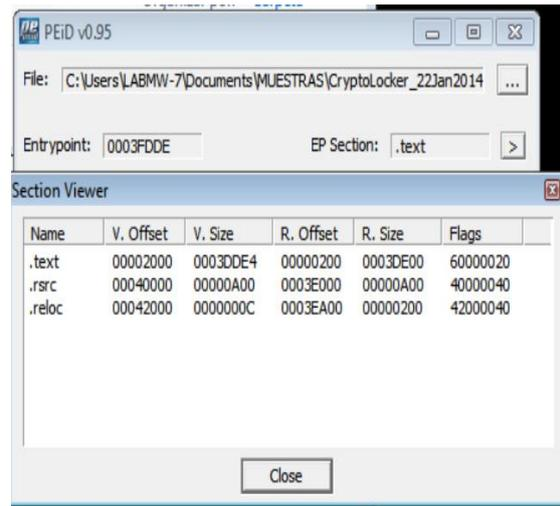 PEiD v0.95
File: C:\Users\LABMW-7\Documents\MUESTRAS\CryptoLocker_22Jan2014 ...
Entrypoint: 0003FDDE EP Section: .text >
Section Viewer
Name V. Offset V. Size R. Offset R. Size Flags
.text 00002000 0003DDE4 00000200 0003DE00 60000020
.rsrc 00040000 00000A00 0003E000 00000A00 40000040
.reloc 00042000 0000000C 0003EA00 00000200 42000040
Close